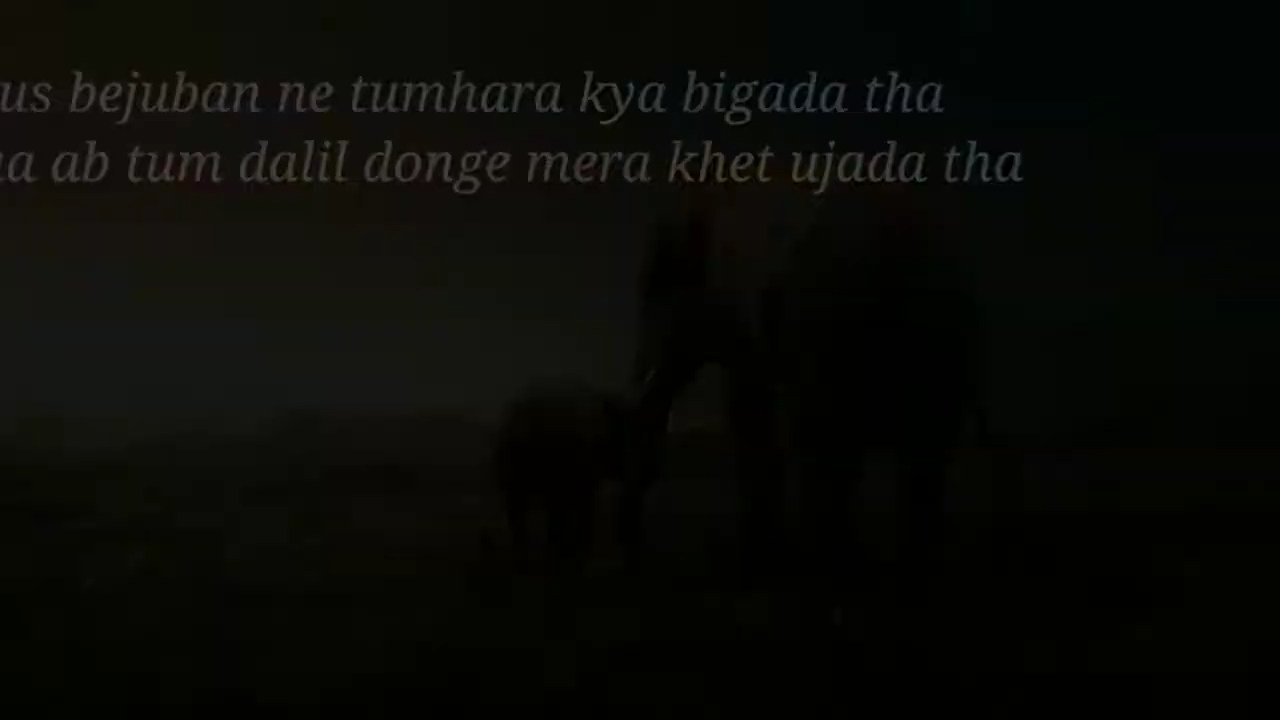 us bejuban ne tumhara kya bigada tha
ab tum dalil donge mera khet ujada tha